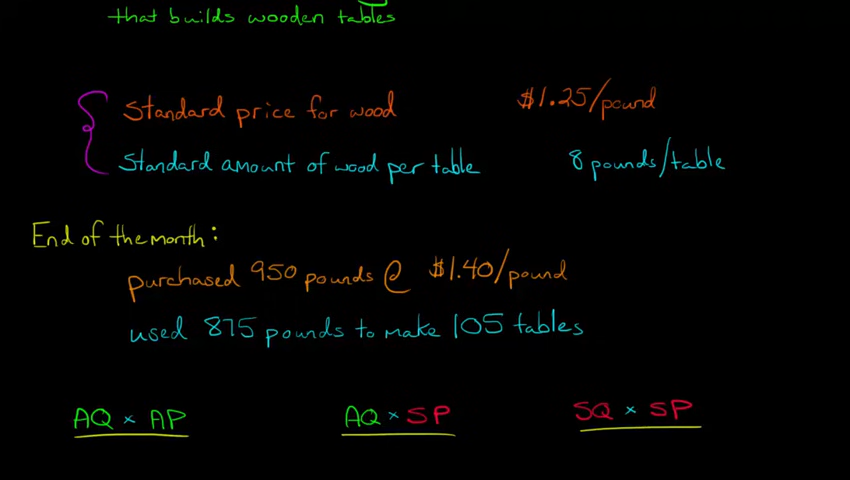 that builds wooden tables
Standard price for wood $1.25/pound
Standard amount of wood per table 8 pounds/table
End of the month:
purchased 950 pounds @ $1.40/pound
used 875 pounds to make 105 tables
AQ × AP AQ × SP SQ × SP